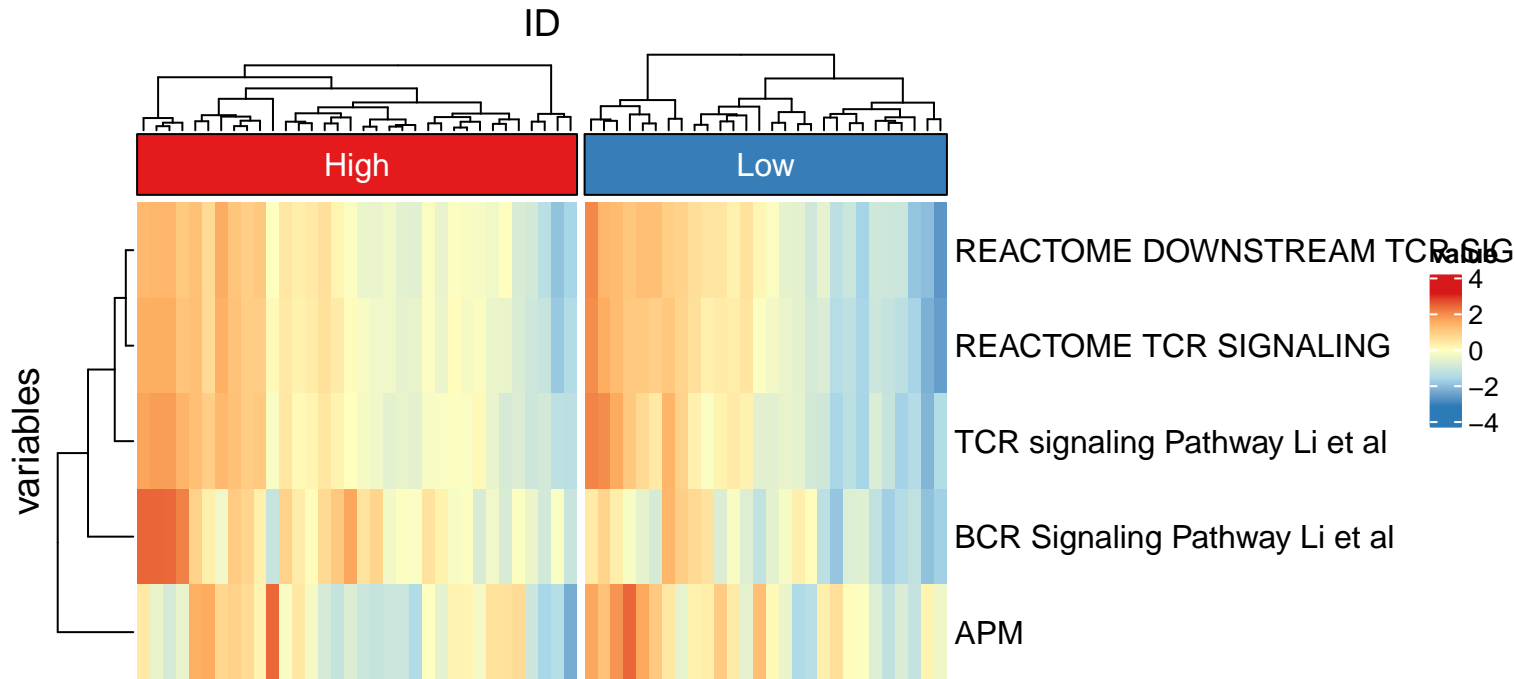 ID
High
Low
REACTOME DOWNSTREAM TCR SIG
value
4
2
0
−2
−4
REACTOME TCR SIGNALING
TCR signaling Pathway Li et al
BCR Signaling Pathway Li et al
APM
variables